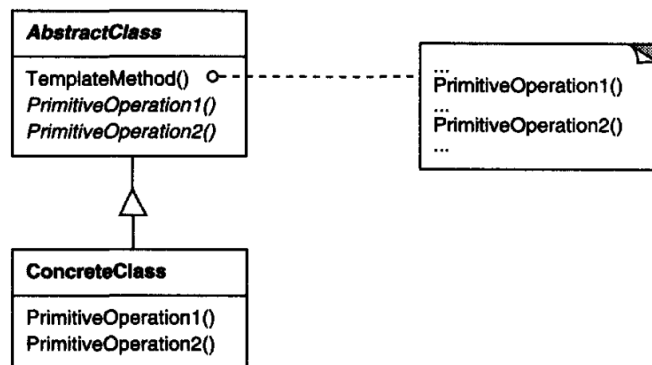 AbstractClass
TemplateMethod()
PrimitiveOperation1()
PrimitiveOperation2()
...
PrimitiveOperation1()
...
PrimitiveOperation2()
...
ConcreteClass
PrimitiveOperation1()
PrimitiveOperation2()